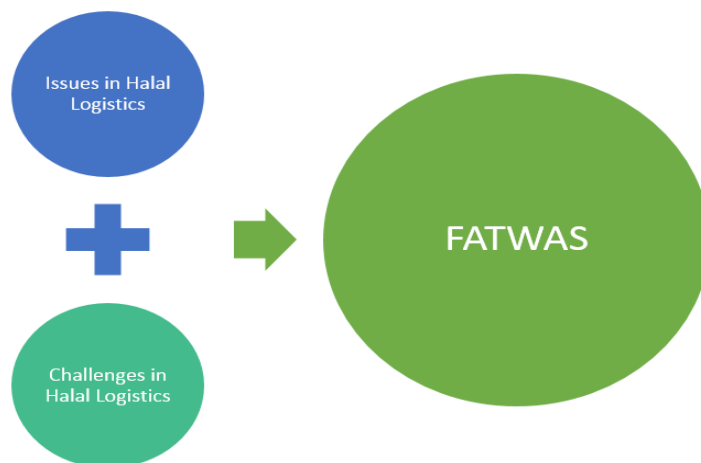 Issues in Halal
Logistics
FATWAS
Challenges in
Halal Logistics